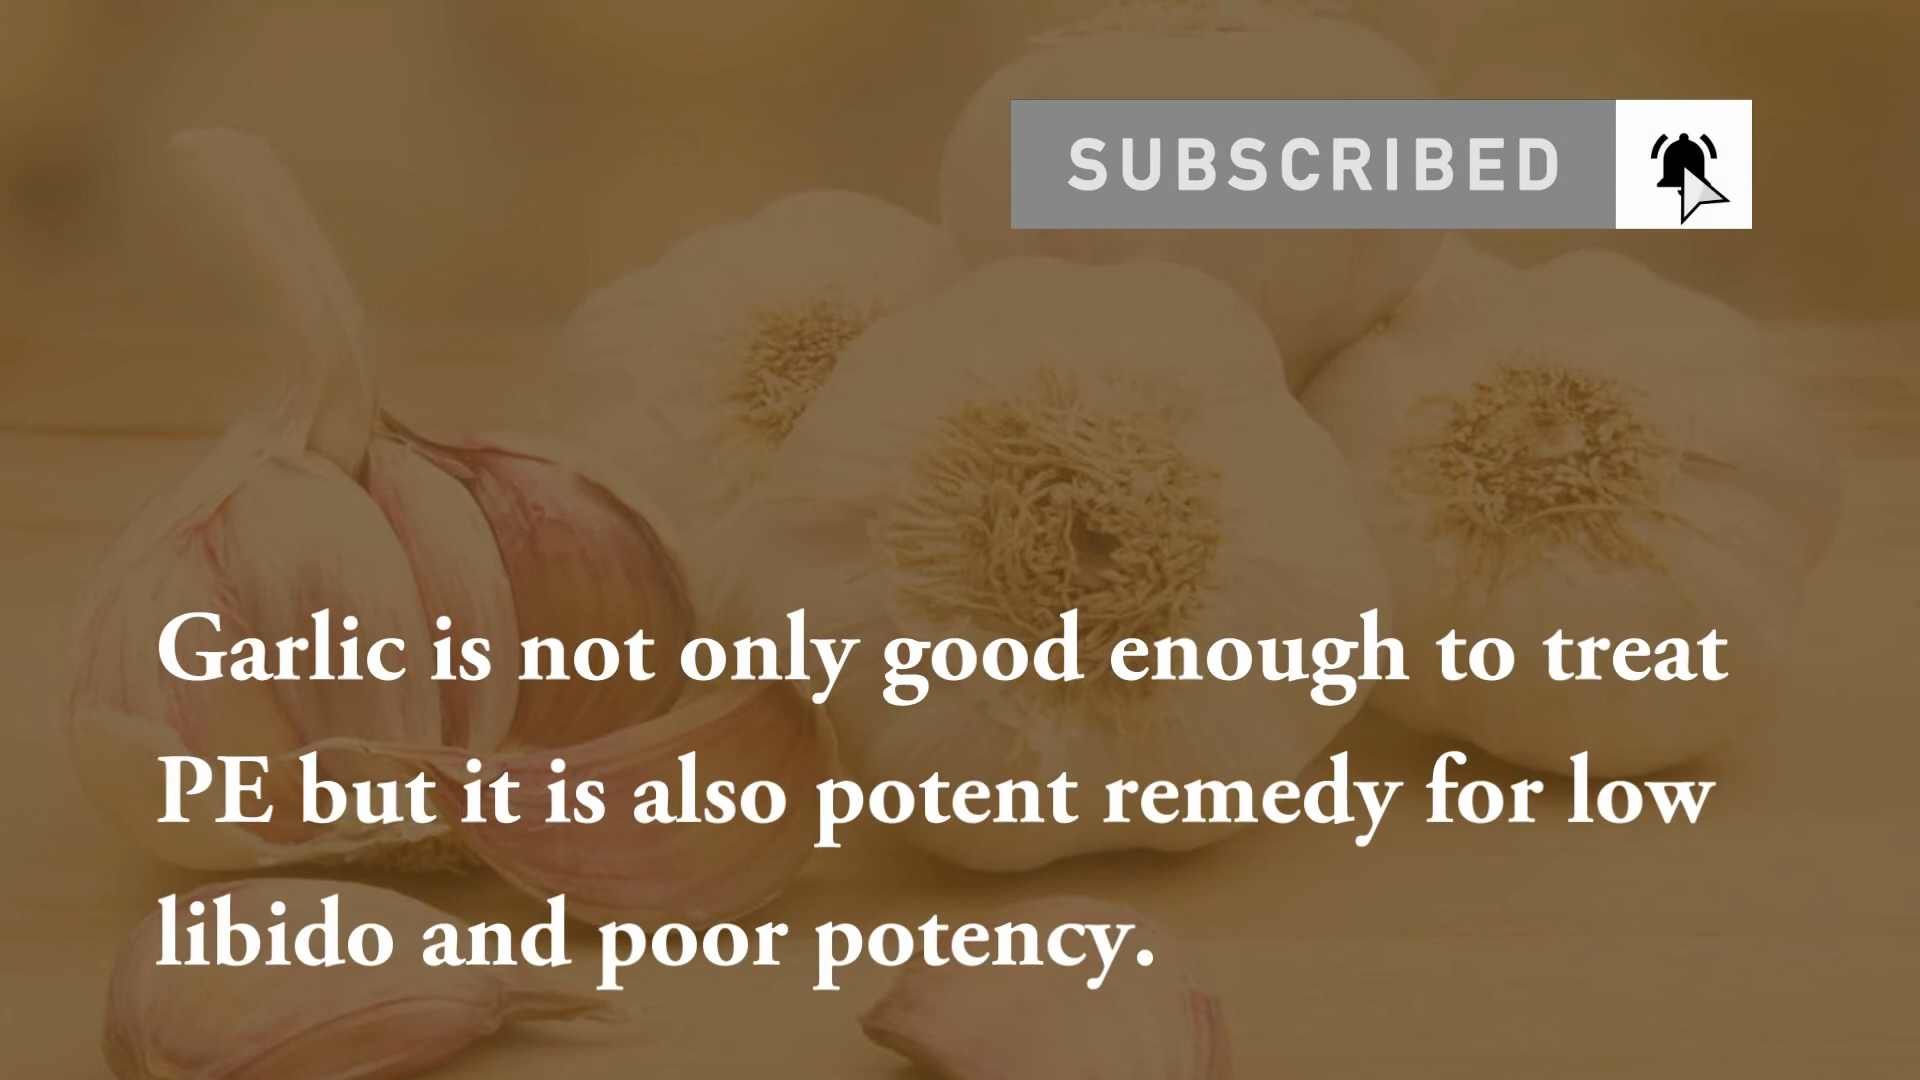 SUBSCRIBED
Garlic is not only good enough to treat
PE but it is also potent remedy for low
libido and poor potency.